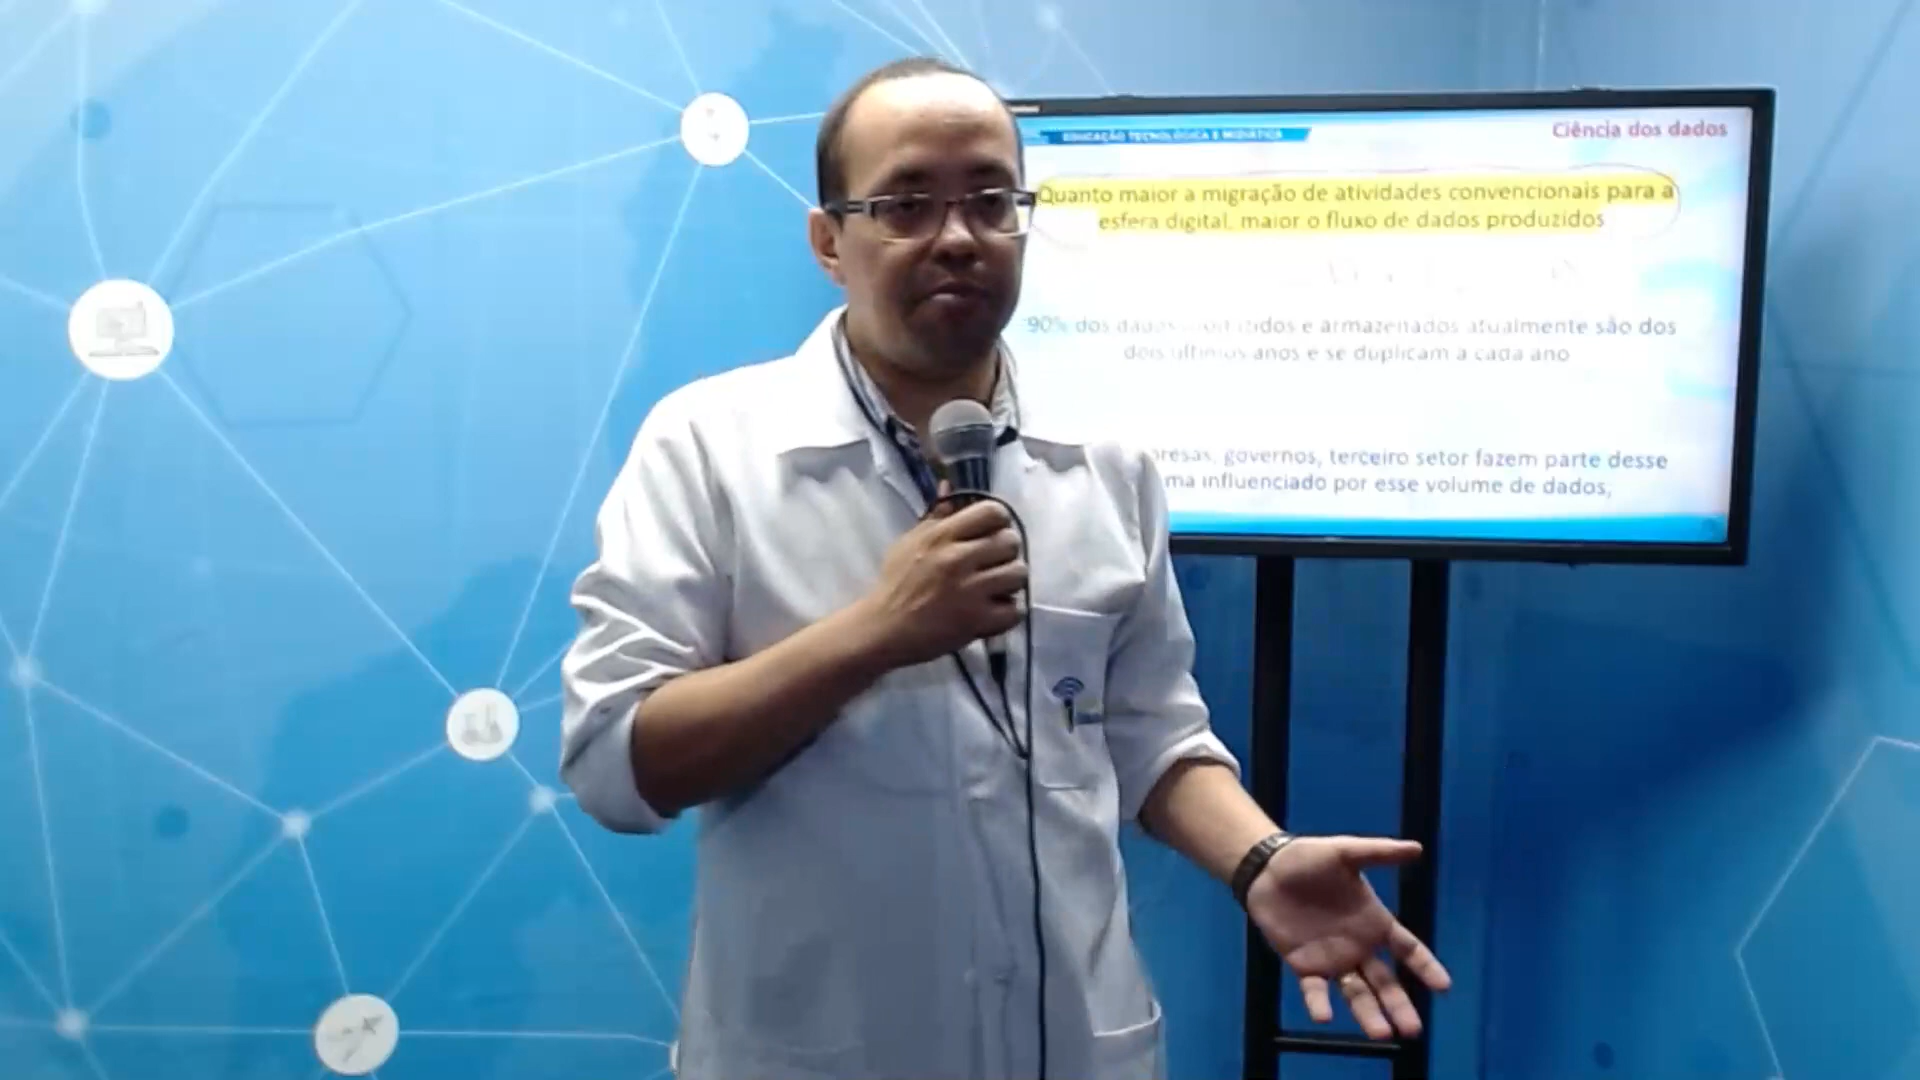 EDUCAÇÃO TECNOLÓGICA E MIDIÁTICA
Ciência dos dados
Quanto maior a migração de atividades convencionais para a
esfera digital, maior o fluxo de dados produzidos
90% dos dados e armazenados atualmente são dos
dois últimos anos e se duplicam a cada ano
governos, terceiro setor fazem parte desse
influenciado por esse volume de dados;